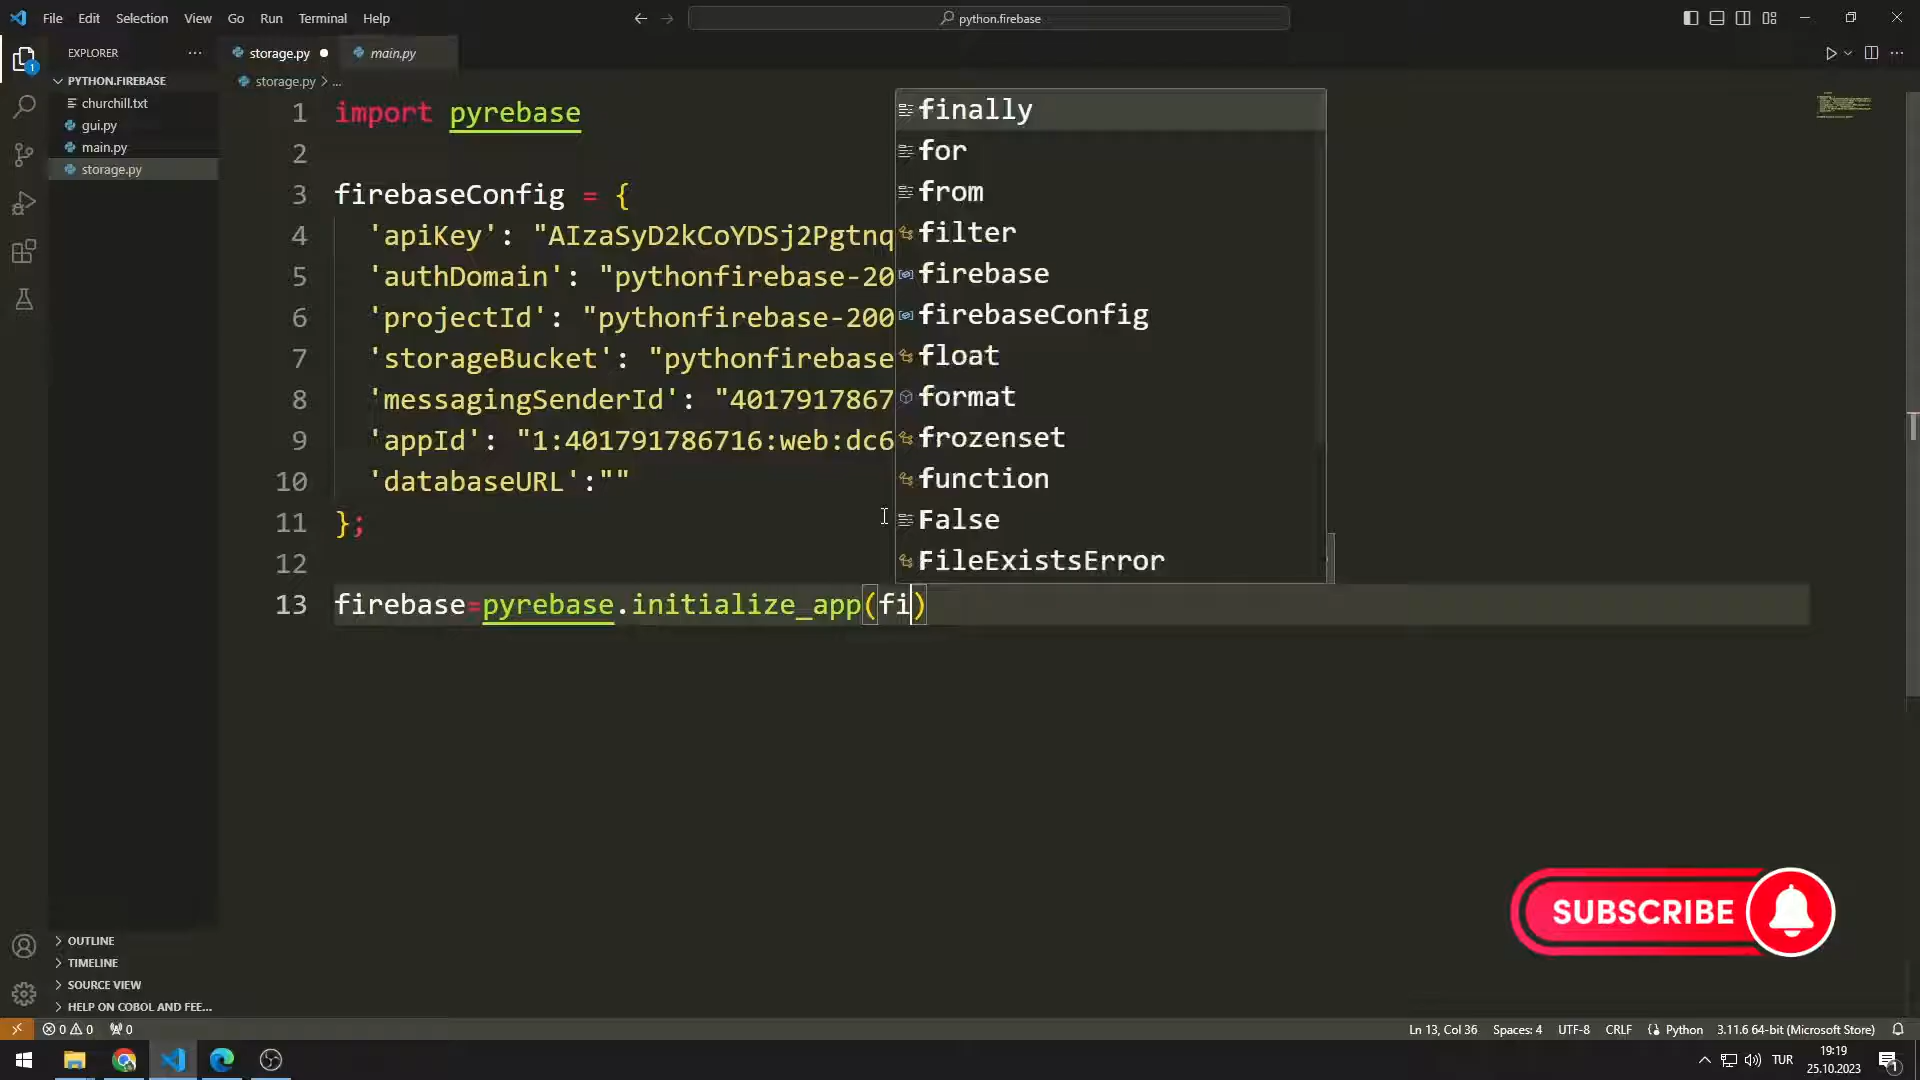 File Edit Selection View Go Run Terminal Help
python.firebase
EXPLORER
storage.py
main.py
PYTHON.FIREBASE
storage.py > ...
churchill.txt
gui.py
main.py
storage.py
1 import pyrebase
2
3 firebaseConfig = {
4 'apiKey': "AIzaSyD2kCoYDSj2Pgtnq
5 'authDomain': "pythonfirebase-20
6 'projectId': "pythonfirebase-200
7 'storageBucket': "pythonfirebase
8 'messagingSenderId': "4017917867
9 'appId': "1:401791786716:web:dc6
10 'databaseURL':""
11 };
12
13 firebase=pyrebase.initialize_app(fi)
finally
for
from
filter
firebase
firebaseConfig
float
format
frozenset
function
False
FileExistsError
SUBSCRIBE
OUTLINE
TIMELINE
SOURCE VIEW
HELP ON COBOL AND FEE...
1
0 0 0
Ln 13, Col 36 Spaces: 4 UTF-8 CRLF Python 3.11.6 64-bit (Microsoft Store)
TUR
19:19
25.10.2023
1